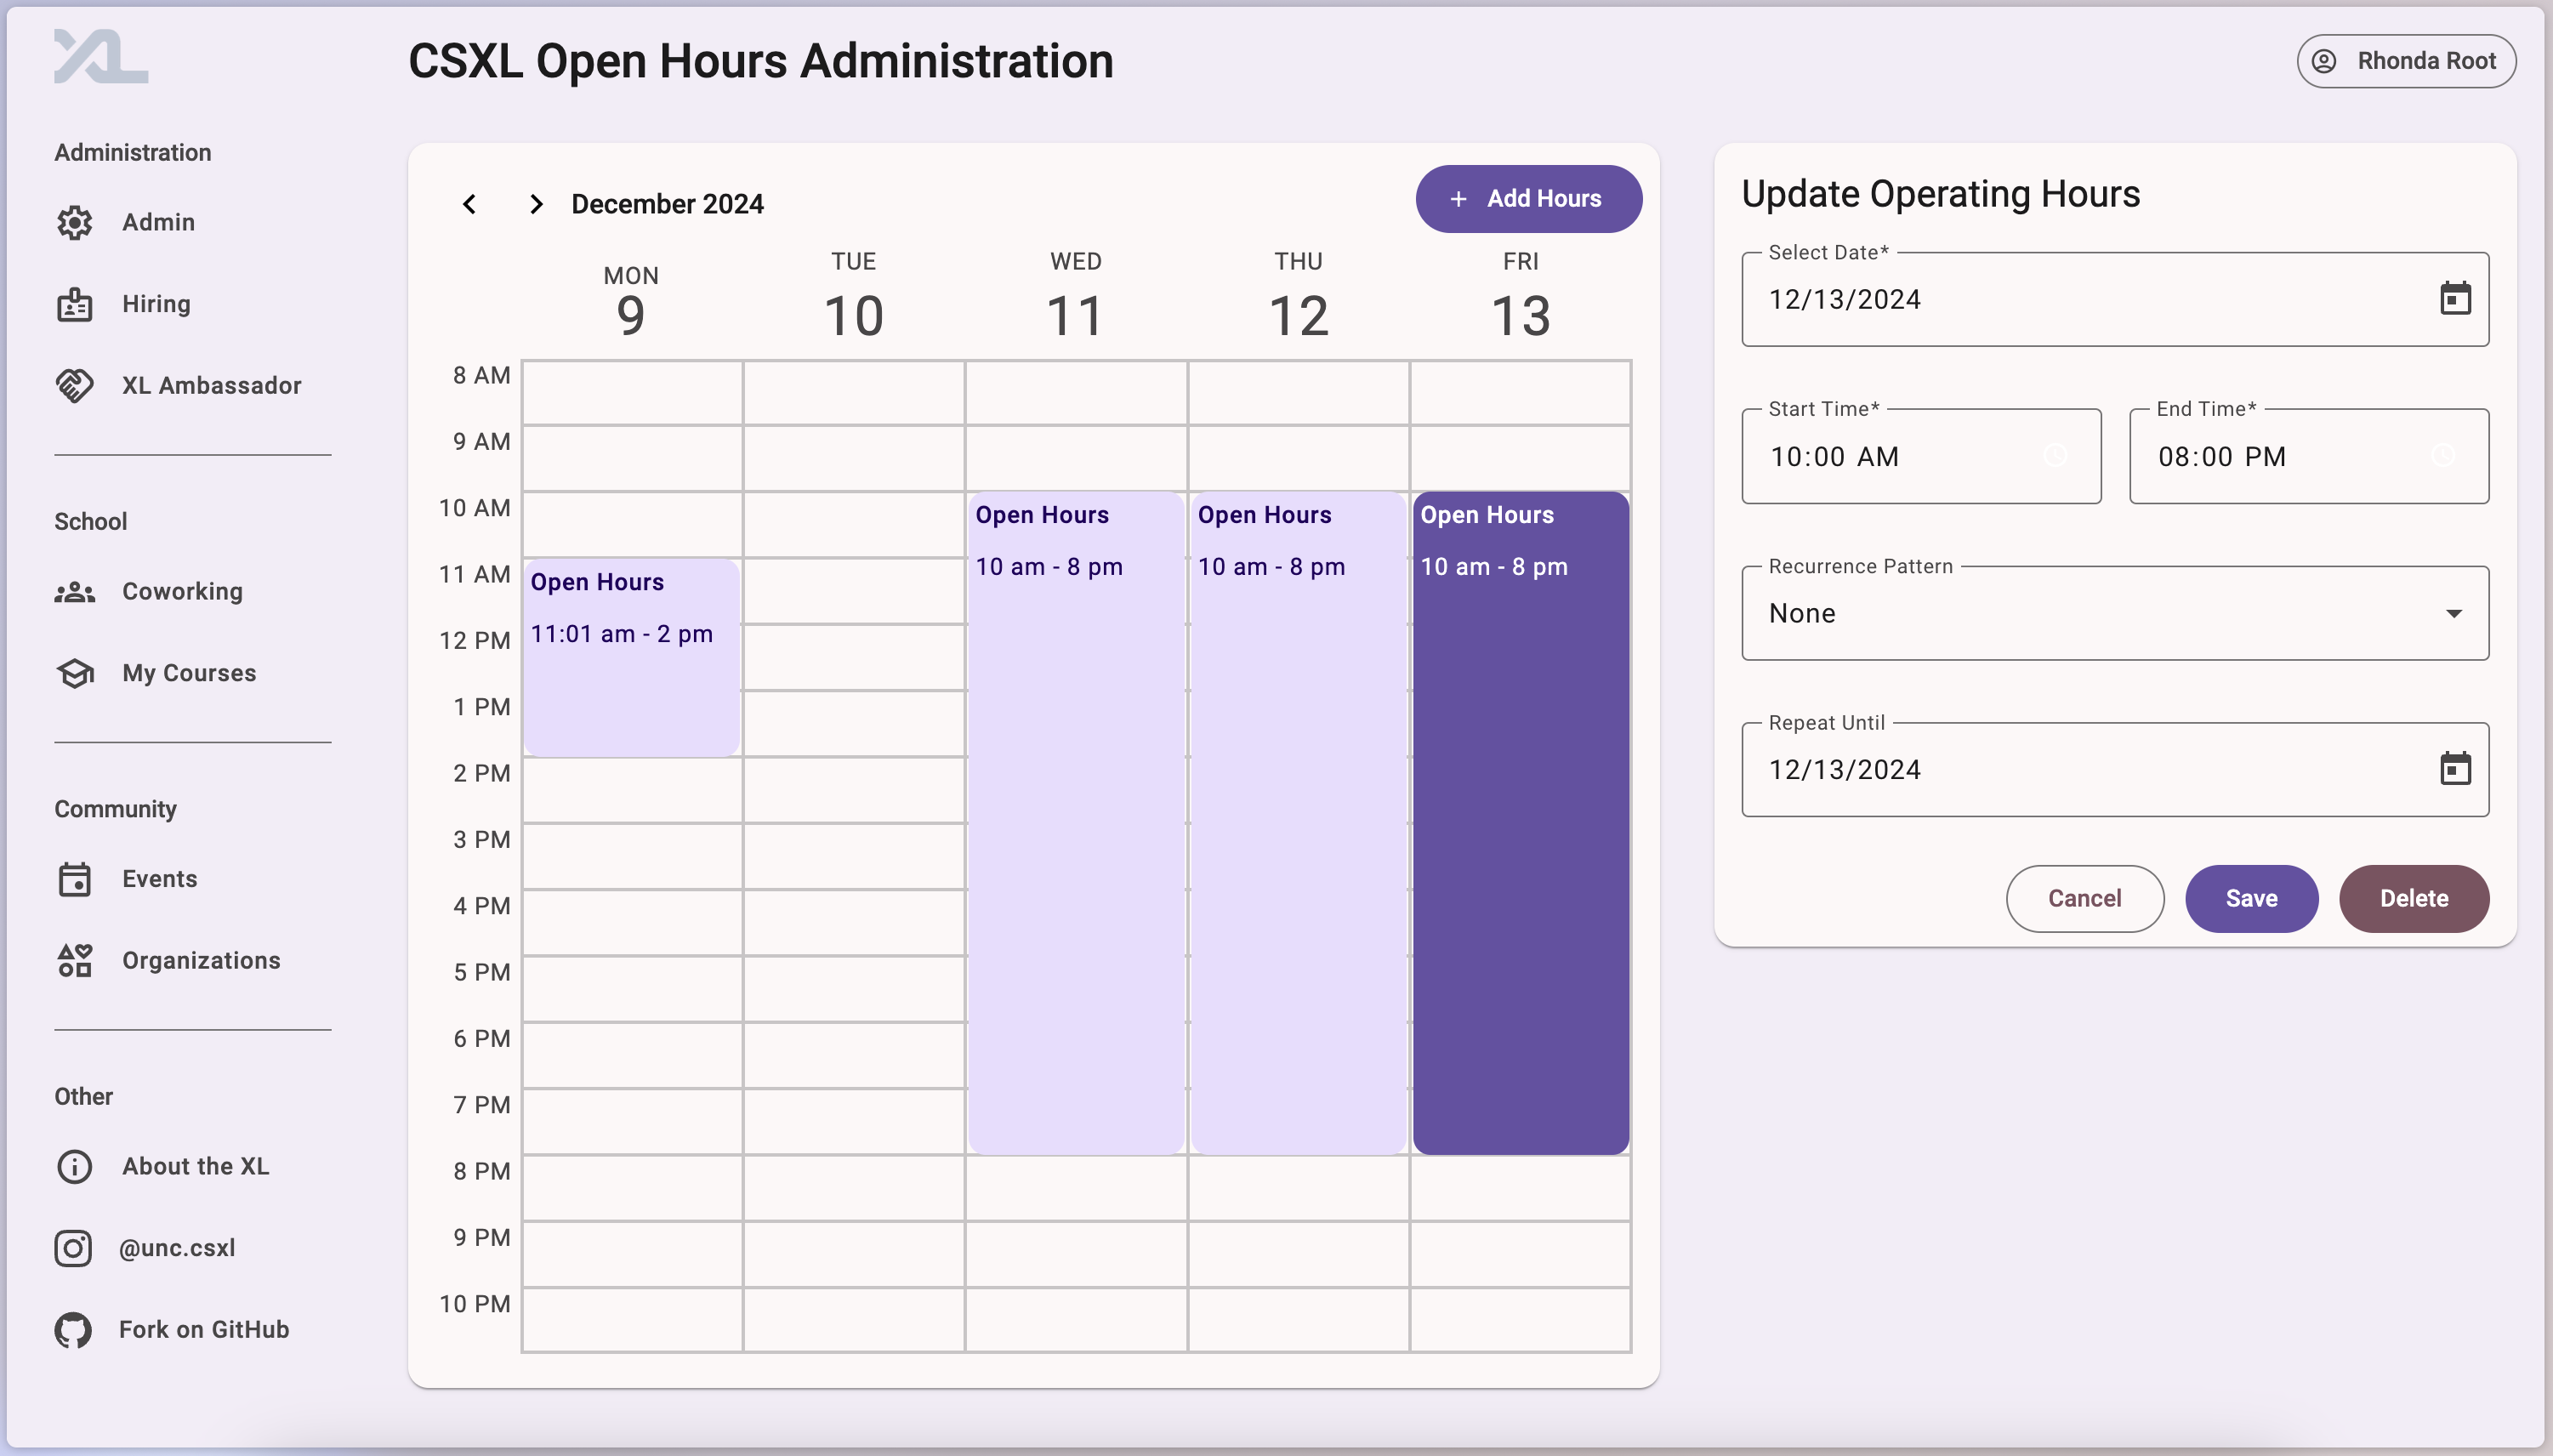 XL
CSXL Open Hours Administration
Rhonda Root
Administration
Admin
Hiring
XL Ambassador
School
Coworking
My Courses
Community
Events
Organizations
Other
About the XL
@unc.csxl
Fork on GitHub
December 2024
+ Add Hours
MON
9
TUE
10
WED
11
THU
12
FRI
13
8 AM
9 AM
10 AM
11 AM
12 PM
1 PM
2 PM
3 PM
4 PM
5 PM
6 PM
7 PM
8 PM
9 PM
10 PM
Open Hours
11:01 am - 2 pm
Open Hours
10 am - 8 pm
Open Hours
10 am - 8 pm
Open Hours
10 am - 8 pm
Update Operating Hours
Select Date*
12/13/2024
Start Time*
10:00 AM
End Time*
08:00 PM
Recurrence Pattern
None
Repeat Until
12/13/2024
Cancel
Save
Delete